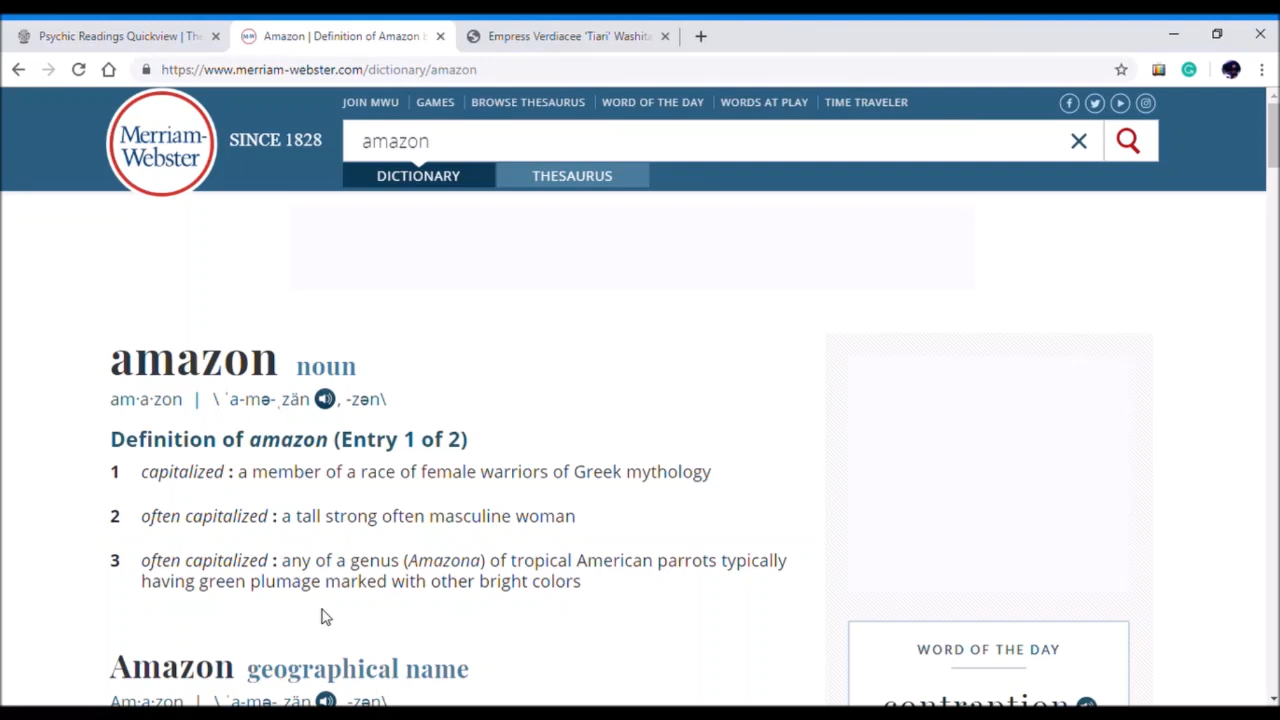 Psychic Readings Quickview | The
Amazon | Definition of Amazon b
Empress Verdiacee 'Tiari' Washita
https://www.merriam-webster.com/dictionary/amazon
JOIN MWU | GAMES | BROWSE THESAURUS | WORD OF THE DAY | WORDS AT PLAY | TIME TRAVELER
Merriam-
Webster
SINCE 1828
amazon
DICTIONARY
THESAURUS
amazon noun
am·a·zon | \ ˈa-mə-ˌzän , -zən\
Definition of amazon (Entry 1 of 2)
1 capitalized : a member of a race of female warriors of Greek mythology
2 often capitalized : a tall strong often masculine woman
3 often capitalized : any of a genus (Amazona) of tropical American parrots typically
having green plumage marked with other bright colors
Amazon geographical name
Am·a·zon | \ ˈa-mə-ˌzän , -zən\
WORD OF THE DAY
contraption